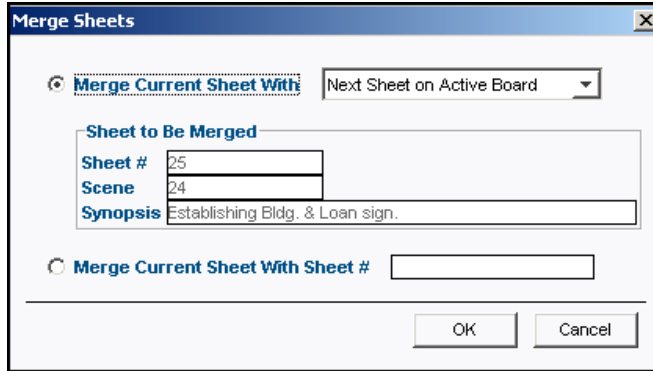 Merge Sheets
Merge Current Sheet With Next Sheet on Active Board
Sheet to Be Merged
Sheet # 25
Scene 24
Synopsis Establishing Bldg. & Loan sign.
Merge Current Sheet With Sheet #
OK Cancel